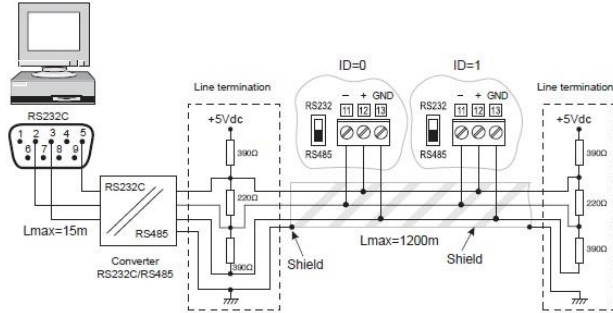 RS232C
1 2 3 4 5
6 7 8 9
Lmax=15m
RS232C
RS485
Converter
RS232C/RS485
Line termination
+5Vdc
390Ω
220Ω
390Ω
ID=0
RS232
RS485
− + GND
11 12 13
ID=1
RS232
RS485
− + GND
11 12 13
Lmax=1200m
Shield
Shield
Line termination
+5Vdc
390Ω
220Ω
390Ω